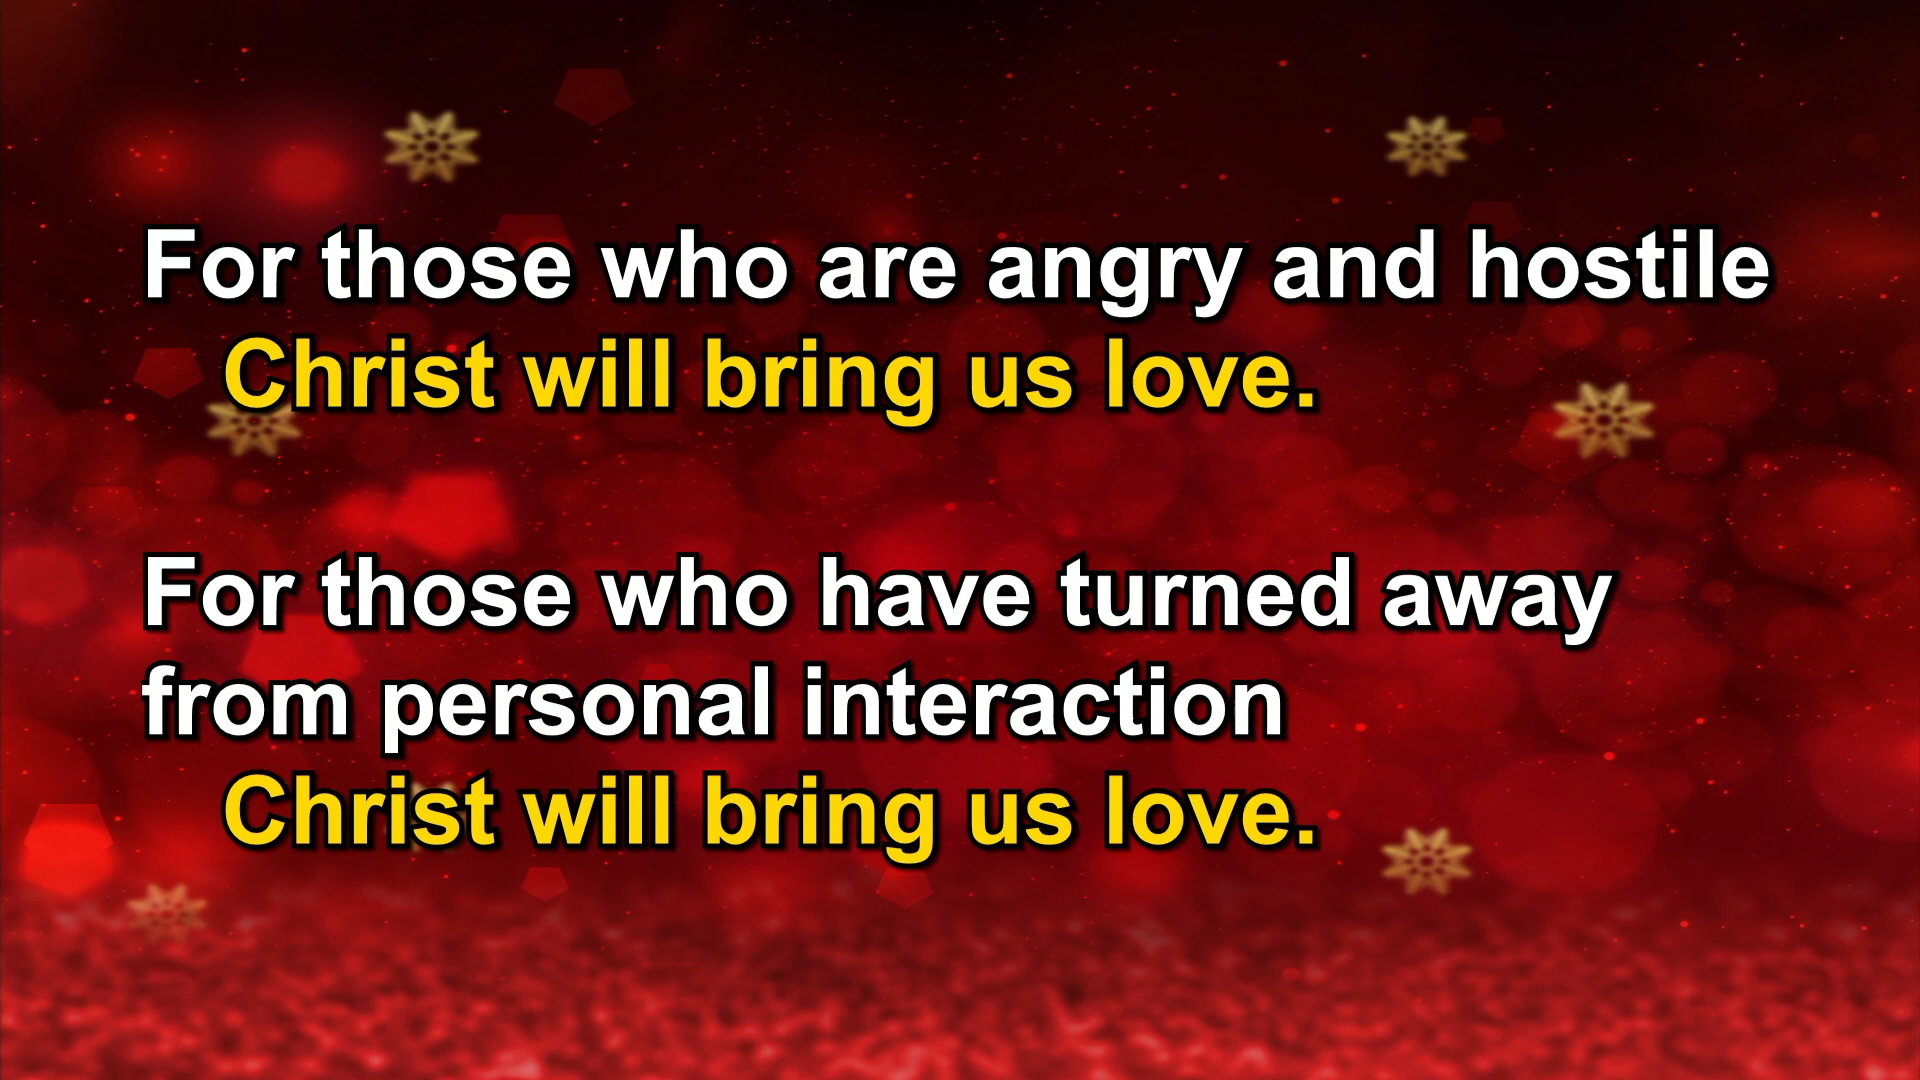 For those who are angry and hostile
Christ will bring us love.
For those who have turned away
from personal interaction
Christ will bring us love.